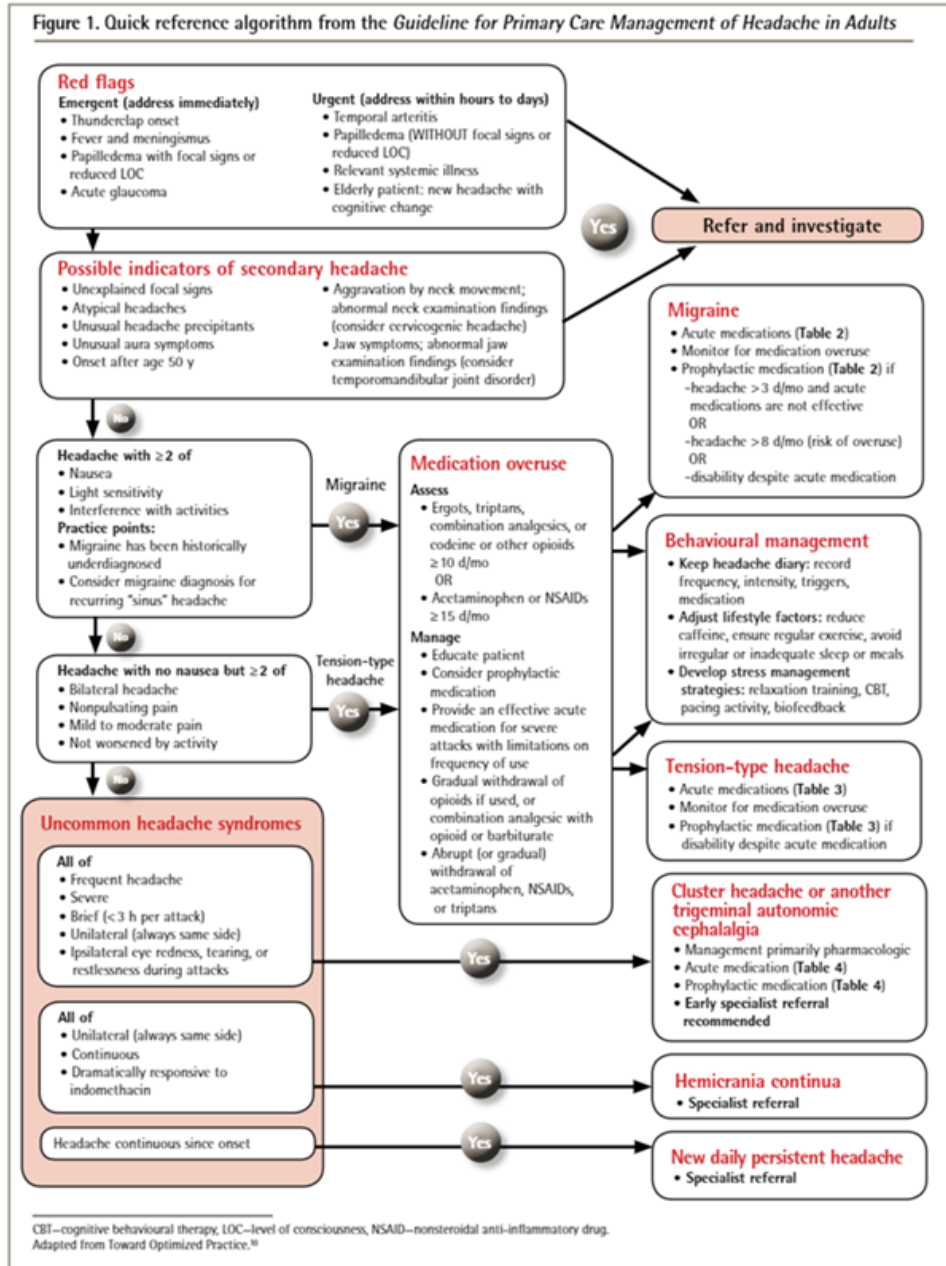 Figure 1. Quick reference algorithm from the Guideline for Primary Care Management of Headache in Adults
Red flags
Emergent (address immediately)
• Thunderclap onset
• Fever and meningismus
• Papilledema with focal signs or
reduced LOC
• Acute glaucoma
Urgent (address within hours to days)
• Temporal arteritis
• Papilledema (WITHOUT focal signs or
reduced LOC)
• Relevant systemic illness
• Elderly patient: new headache with
cognitive change
Yes
Refer and investigate
Possible indicators of secondary headache
• Unexplained focal signs
• Atypical headaches
• Unusual headache precipitants
• Unusual aura symptoms
• Onset after age 50 y
• Aggravation by neck movement;
abnormal neck examination findings
(consider cervicogenic headache)
• Jaw symptoms; abnormal jaw
examination findings (consider
temporomandibular joint disorder)
No
Headache with ≥2 of
• Nausea
• Light sensitivity
• Interference with activities
Practice points:
• Migraine has been historically
underdiagnosed
• Consider migraine diagnosis for
recurring "sinus" headache
Migraine
Yes
No
Headache with no nausea but ≥2 of
• Bilateral headache
• Nonpulsating pain
• Mild to moderate pain
• Not worsened by activity
Tension-type
headache
Yes
No
Medication overuse
Assess
• Ergots, triptans,
combination analgesics, or
codeine or other opioids
≥10 d/mo
OR
• Acetaminophen or NSAIDs
≥15 d/mo
Manage
• Educate patient
• Consider prophylactic
medication
• Provide an effective acute
medication for severe
attacks with limitations on
frequency of use
• Gradual withdrawal of
opioids if used, or
combination analgesic with
opioid or barbiturate
• Abrupt (or gradual)
withdrawal of
acetaminophen, NSAIDs,
or triptans
Migraine
• Acute medications (Table 2)
• Monitor for medication overuse
• Prophylactic medication (Table 2) if
-headache >3 d/mo and acute
medications are not effective
OR
-headache >8 d/mo (risk of overuse)
OR
-disability despite acute medication
Behavioural management
• Keep headache diary: record
frequency, intensity, triggers,
medication
• Adjust lifestyle factors: reduce
caffeine, ensure regular exercise, avoid
irregular or inadequate sleep or meals
• Develop stress management
strategies: relaxation training, CBT,
pacing activity, biofeedback
Tension-type headache
• Acute medications (Table 3)
• Monitor for medication overuse
• Prophylactic medication (Table 3) if
disability despite acute medication
Uncommon headache syndromes
All of
• Frequent headache
• Severe
• Brief (<3 h per attack)
• Unilateral (always same side)
• Ipsilateral eye redness, tearing, or
restlessness during attacks
Yes
Cluster headache or another
trigeminal autonomic
cephalalgia
• Management primarily pharmacologic
• Acute medication (Table 4)
• Prophylactic medication (Table 4)
• Early specialist referral
recommended
All of
• Unilateral (always same side)
• Continuous
• Dramatically responsive to
indomethacin
Yes
Hemicrania continua
• Specialist referral
Headache continuous since onset
Yes
New daily persistent headache
• Specialist referral
CBT—cognitive behavioural therapy, LOC—level of consciousness, NSAID—nonsteroidal anti-inflammatory drug.
Adapted from Toward Optimized Practice.